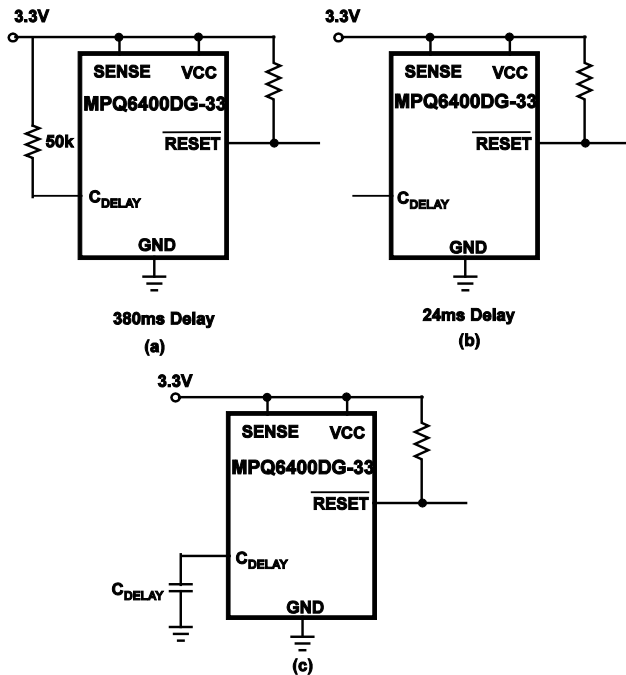 3.3V
SENSE VCC
MPQ6400DG-33
RESET
50k
CDELAY
GND
380ms Delay
(a)
3.3V
SENSE VCC
MPQ6400DG-33
RESET
CDELAY
GND
24ms Delay
(b)
3.3V
SENSE VCC
MPQ6400DG-33
RESET
CDELAY
CDELAY
GND
(c)